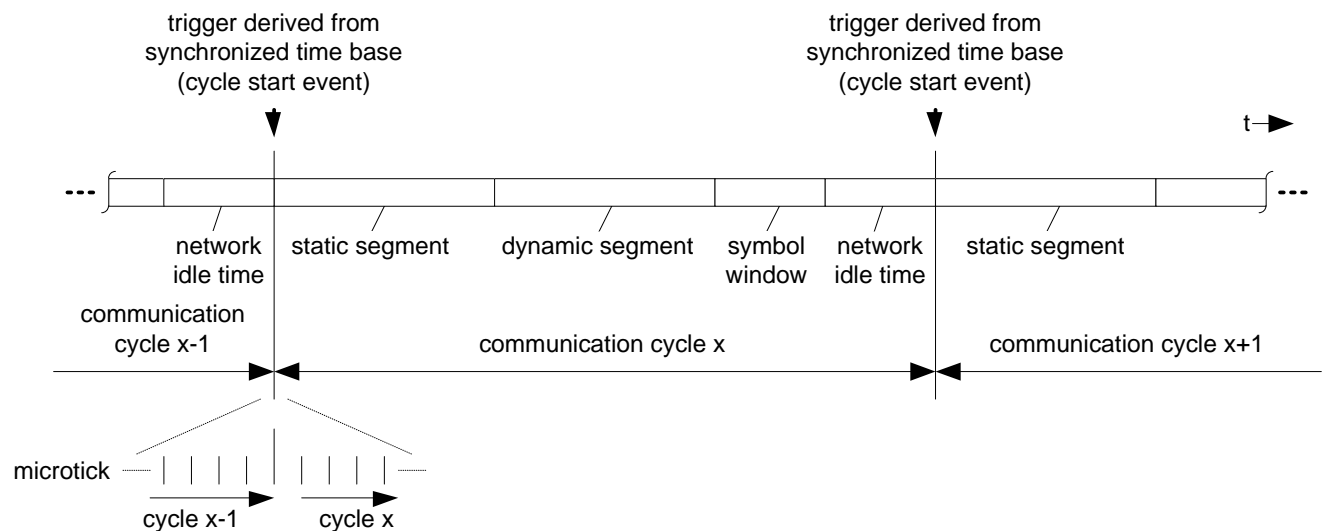 trigger derived from
synchronized time base
(cycle start event)
trigger derived from
synchronized time base
(cycle start event)
t
network
idle time
static segment
dynamic segment
symbol
window
network
idle time
static segment
communication
cycle x-1
communication cycle x
communication cycle x+1
microtick
cycle x-1
cycle x